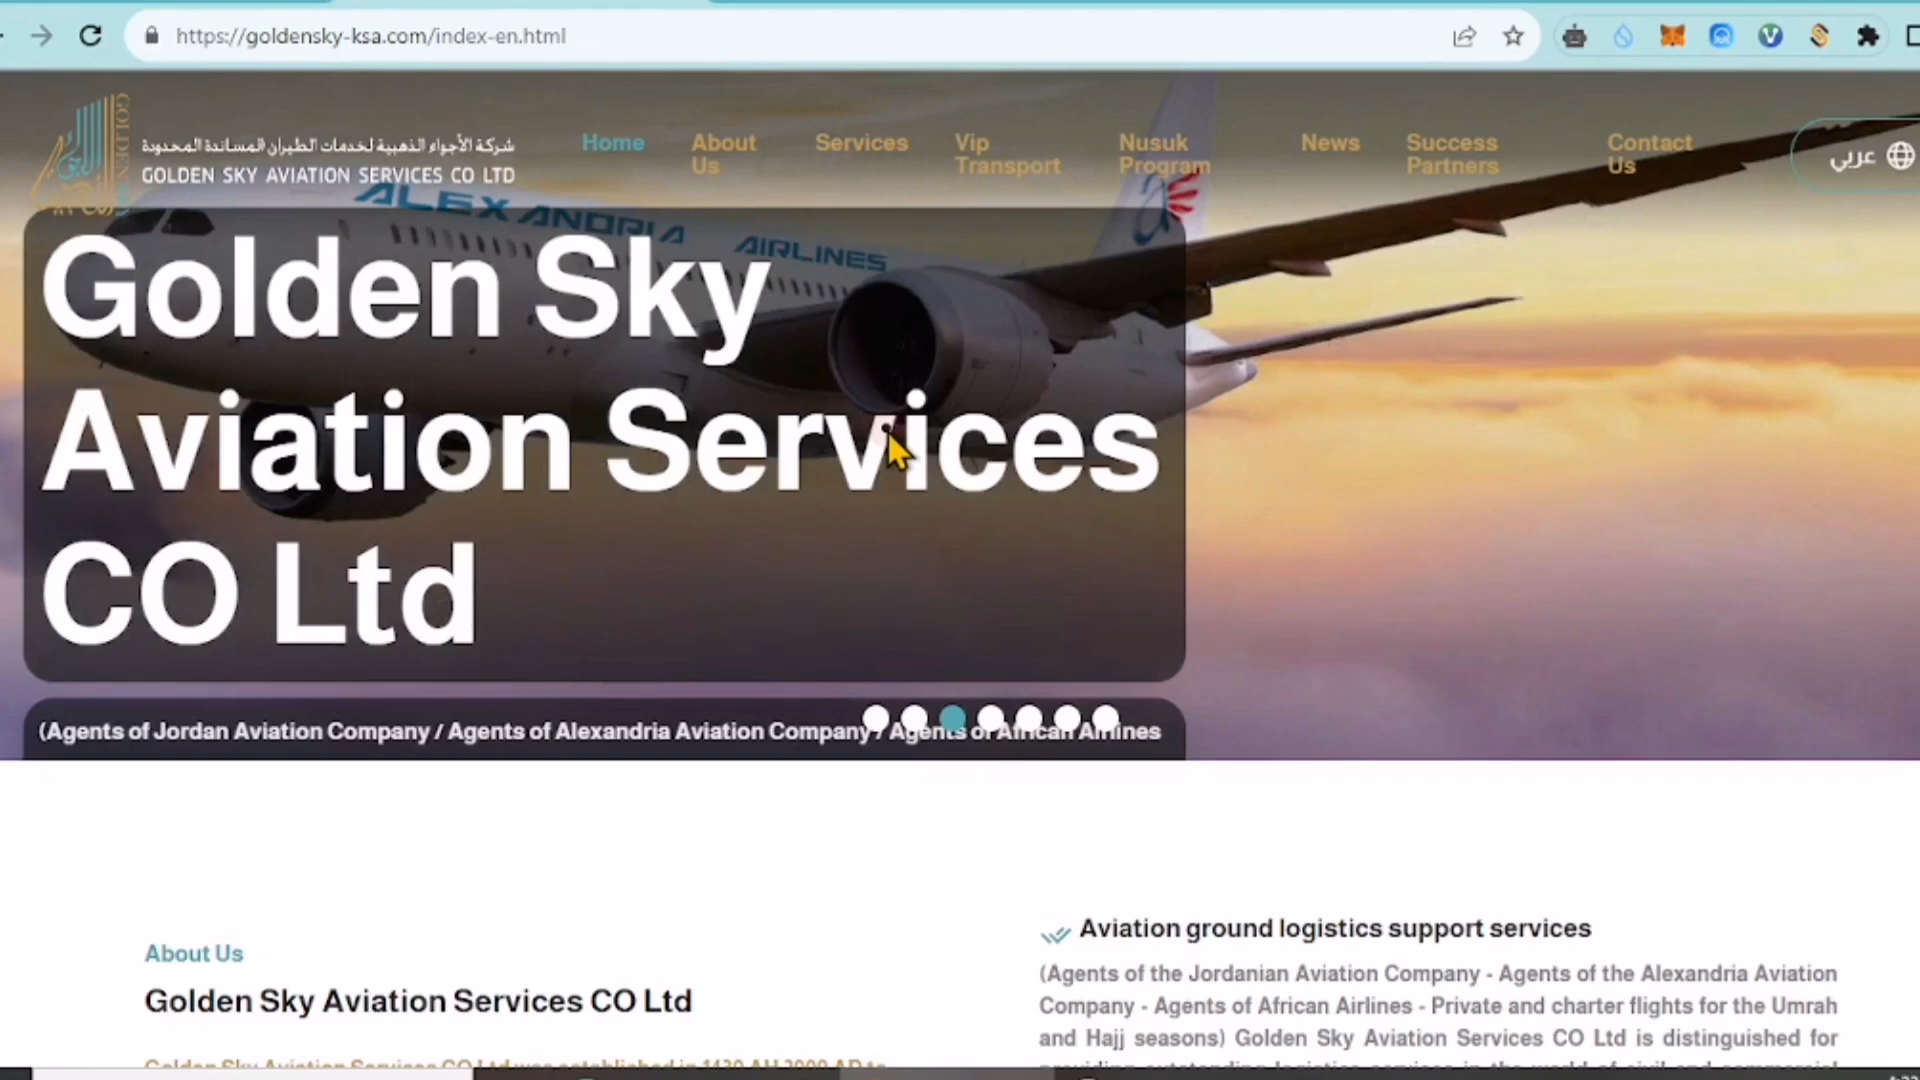 https://goldensky-ksa.com/index-en.html
شركة الأجواء الذهبية لخدمات الطيران المساندة المحدودة
GOLDEN SKY AVIATION SERVICES CO LTD
Home
About
Us
Services
Vip
Transport
Nusuk
Program
News
Success
Partners
Contact
Us
عربي
ALEXANDRIA AIRLINES
Golden Sky
Aviation Services
CO Ltd
(Agents of Jordan Aviation Company / Agents of Alexandria Aviation Company / Agents of African Airlines
About Us
Golden Sky Aviation Services CO Ltd
Aviation ground logistics support services
(Agents of the Jordanian Aviation Company - Agents of the Alexandria Aviation
Company - Agents of African Airlines - Private and charter flights for the Umrah
and Hajj seasons) Golden Sky Aviation Services CO Ltd is distinguished for